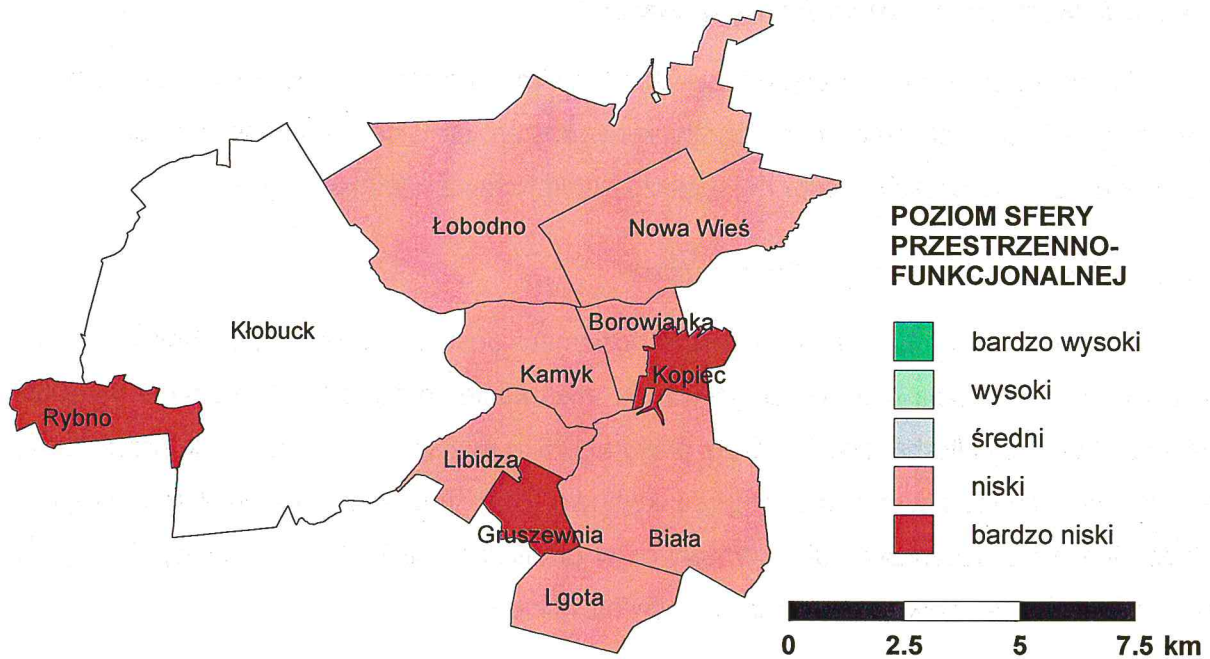 Łobodno
Nowa Wieś
Kłobuck
Borowianka
Kamyk
Kopiec
Rybno
Libidza
Gruszewnia
Biała
Lgota
POZIOM SFERY
PRZESTRZENNO-
FUNKCJONALNEJ
bardzo wysoki
wysoki
średni
niski
bardzo niski
0 2.5 5 7.5 km